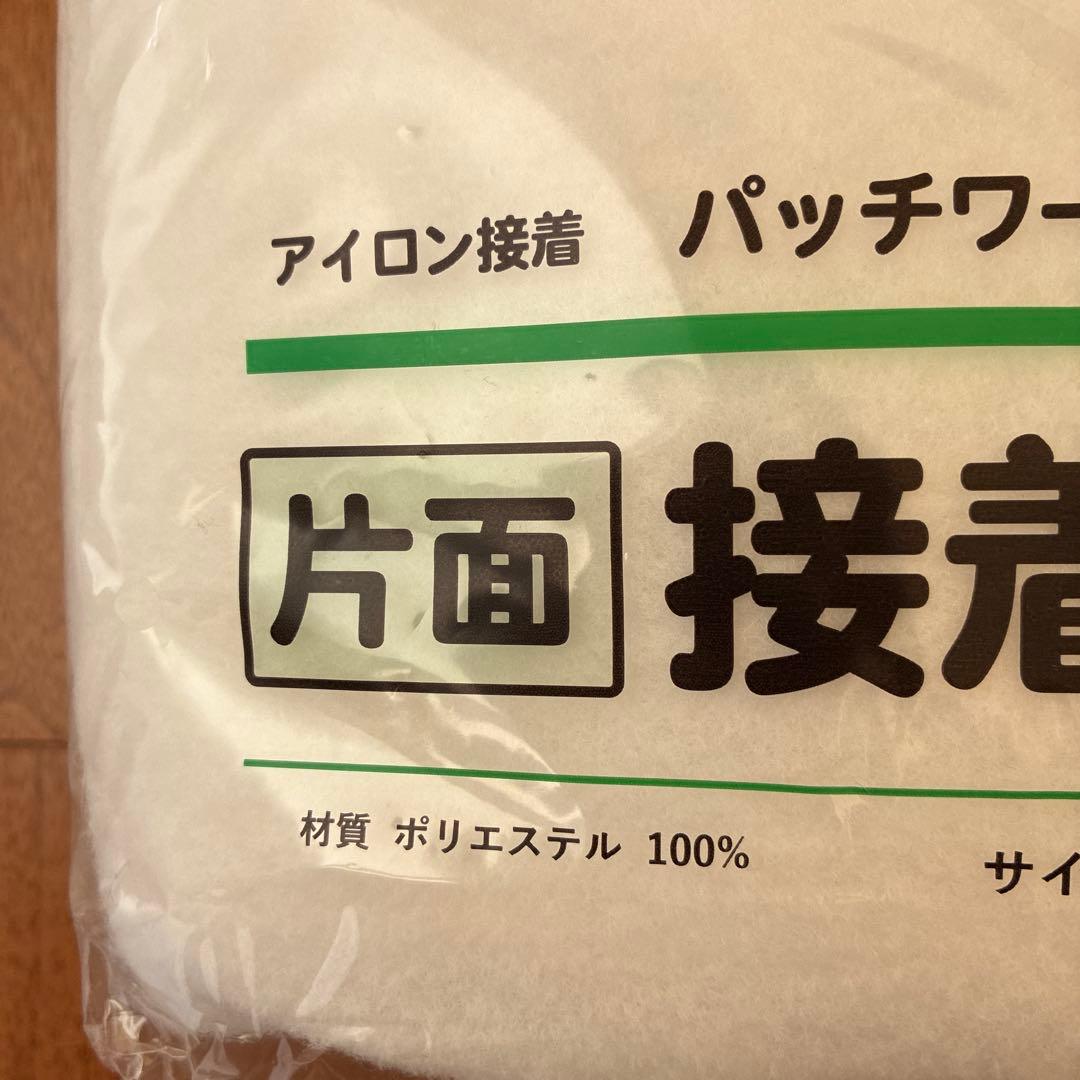 アイロン接着 パッチワー
片面 接着
材質 ポリエステル 100% サイ